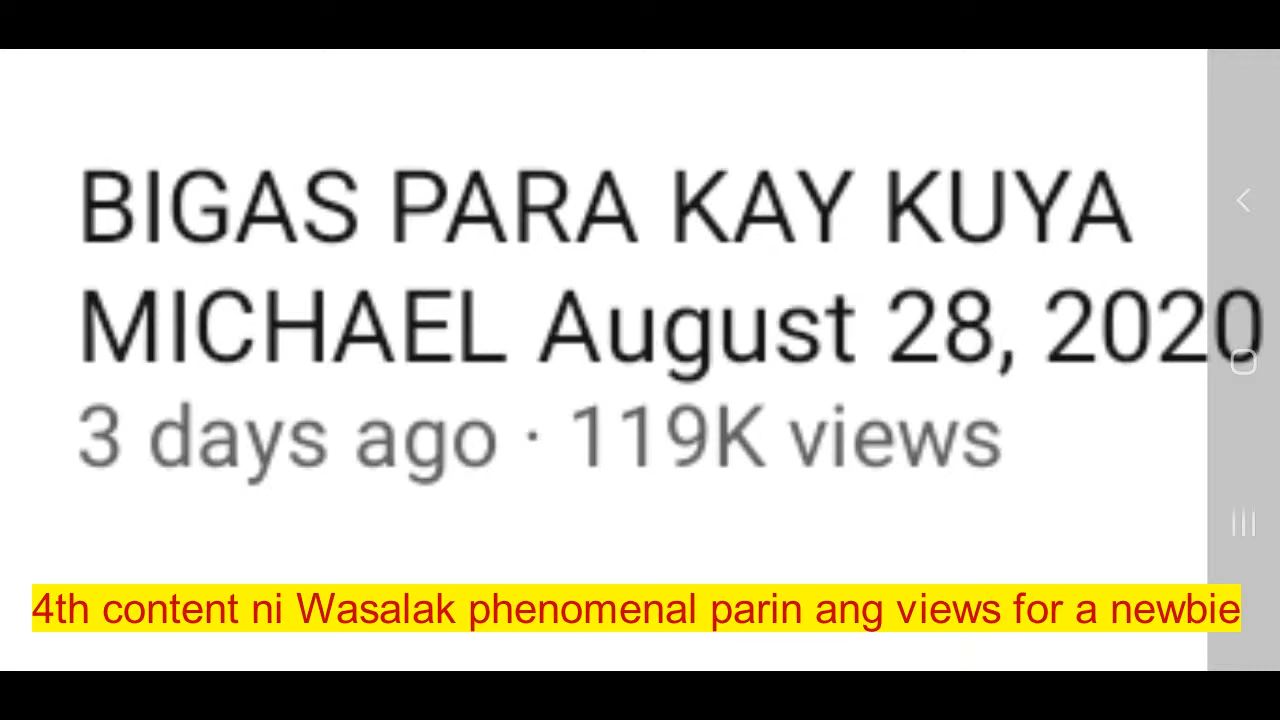 BIGAS PARA KAY KUYA
MICHAEL August 28, 2020
3 days ago · 119K views
4th content ni Wasalak phenomenal parin ang views for a newbie